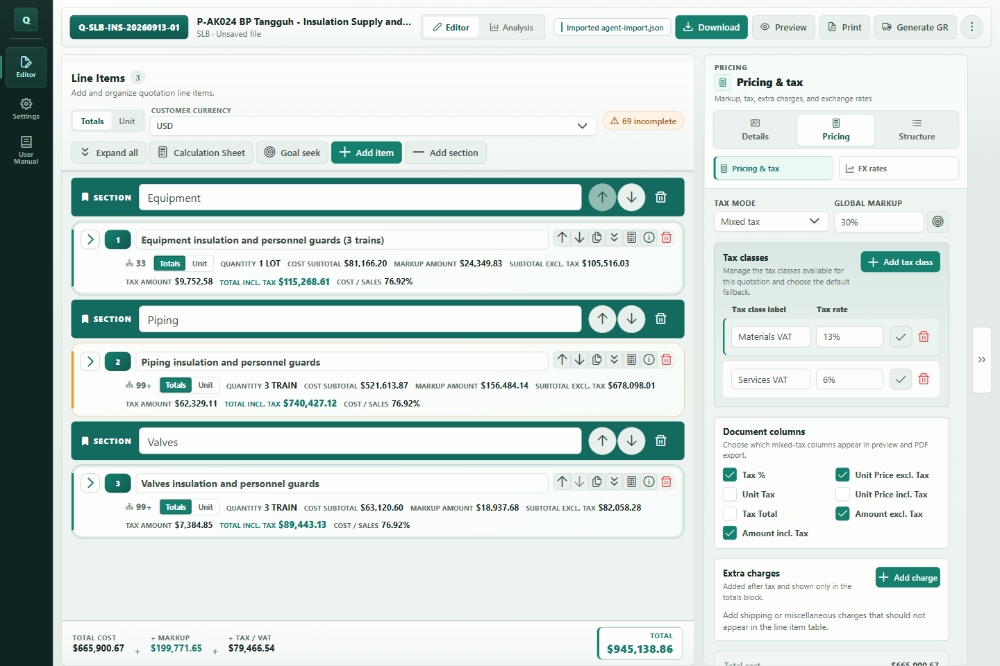 Q
Editor
Settings
User
Manual
Q-SLB-INS-20260913-01
P-AK024 BP Tangguh - Insulation Supply and...
SLB · Unsaved file
Editor
Analysis
Imported agent-import.json
Download
Preview
Print
Generate GR
Line Items 3
Add and organize quotation line items.
Totals
Unit
CUSTOMER CURRENCY
USD
69 incomplete
Expand all
Calculation Sheet
Goal seek
Add item
Add section
SECTION
Equipment
1
Equipment insulation and personnel guards (3 trains)
33 Totals Unit QUANTITY 1 LOT COST SUBTOTAL $81,166.20 MARKUP AMOUNT $24,349.83 SUBTOTAL EXCL. TAX $105,516.03
TAX AMOUNT $9,752.58 TOTAL INCL. TAX $115,268.61 COST / SALES 76.92%
SECTION
Piping
2
Piping insulation and personnel guards
99+ Totals Unit QUANTITY 3 TRAIN COST SUBTOTAL $521,613.87 MARKUP AMOUNT $156,484.14 SUBTOTAL EXCL. TAX $678,098.01
TAX AMOUNT $62,329.11 TOTAL INCL. TAX $740,427.12 COST / SALES 76.92%
SECTION
Valves
3
Valves insulation and personnel guards
99+ Totals Unit QUANTITY 3 TRAIN COST SUBTOTAL $63,120.60 MARKUP AMOUNT $18,937.68 SUBTOTAL EXCL. TAX $82,058.28
TAX AMOUNT $7,384.85 TOTAL INCL. TAX $89,443.13 COST / SALES 76.92%
TOTAL COST
$665,900.67
+
+ MARKUP
$199,771.65
+
+ TAX / VAT
$79,466.54
TOTAL
$945,138.86
PRICING
Pricing & tax
Markup, tax, extra charges, and exchange rates
Details
Pricing
Structure
Pricing & tax
FX rates
TAX MODE
Mixed tax
GLOBAL MARKUP
30%
Tax classes
Manage the tax classes available for
this quotation and choose the default
fallback.
Add tax class
Tax class label Tax rate
Materials VAT 13%
Services VAT 6%
Document columns
Choose which mixed-tax columns appear in preview and PDF
export.
Tax % Unit Price excl. Tax
Unit Tax Unit Price incl. Tax
Tax Total Amount excl. Tax
Amount incl. Tax
Extra charges
Added after tax and shown only in the
totals block.
Add charge
Add shipping or miscellaneous charges that should not
appear in the line item table.
Total cost $665,900.67